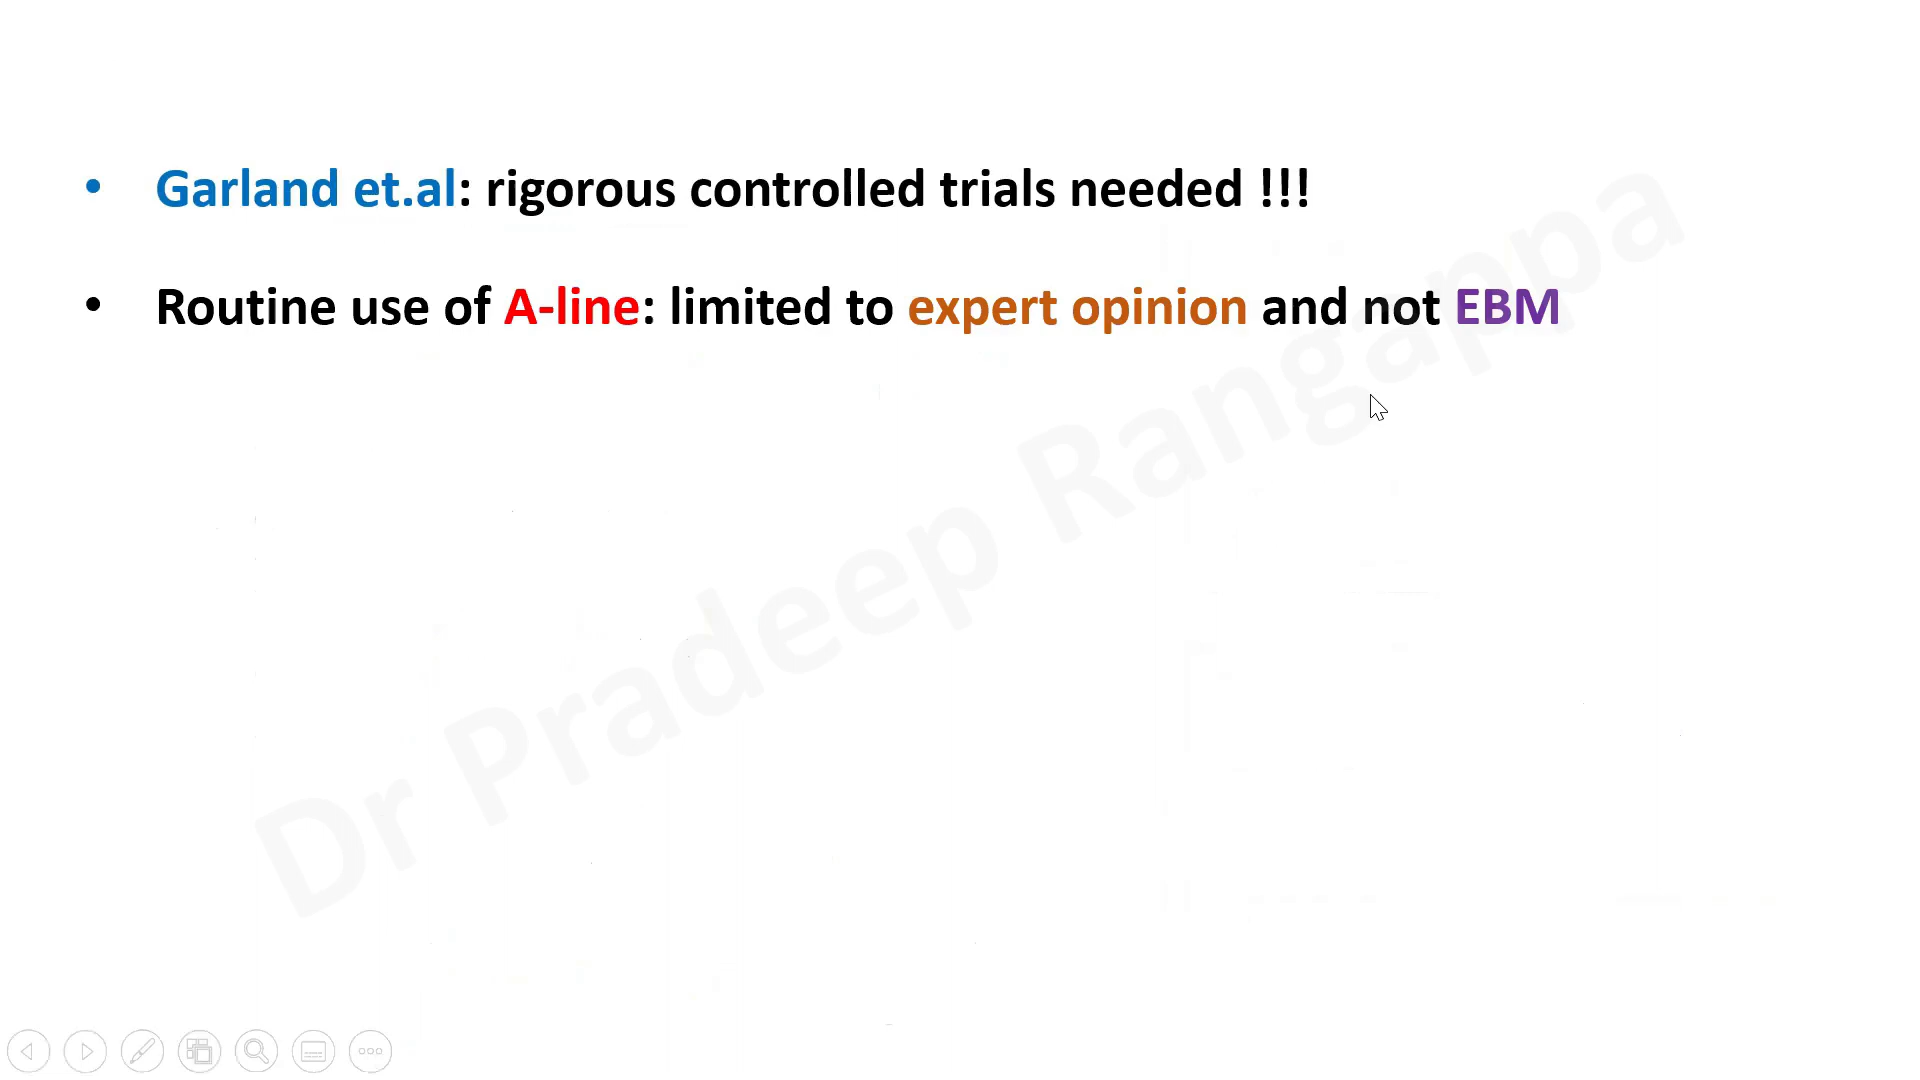 • Garland et.al: rigorous controlled trials needed !!!
• Routine use of A-line: limited to expert opinion and not EBM
Dr Pradeep Rangappa